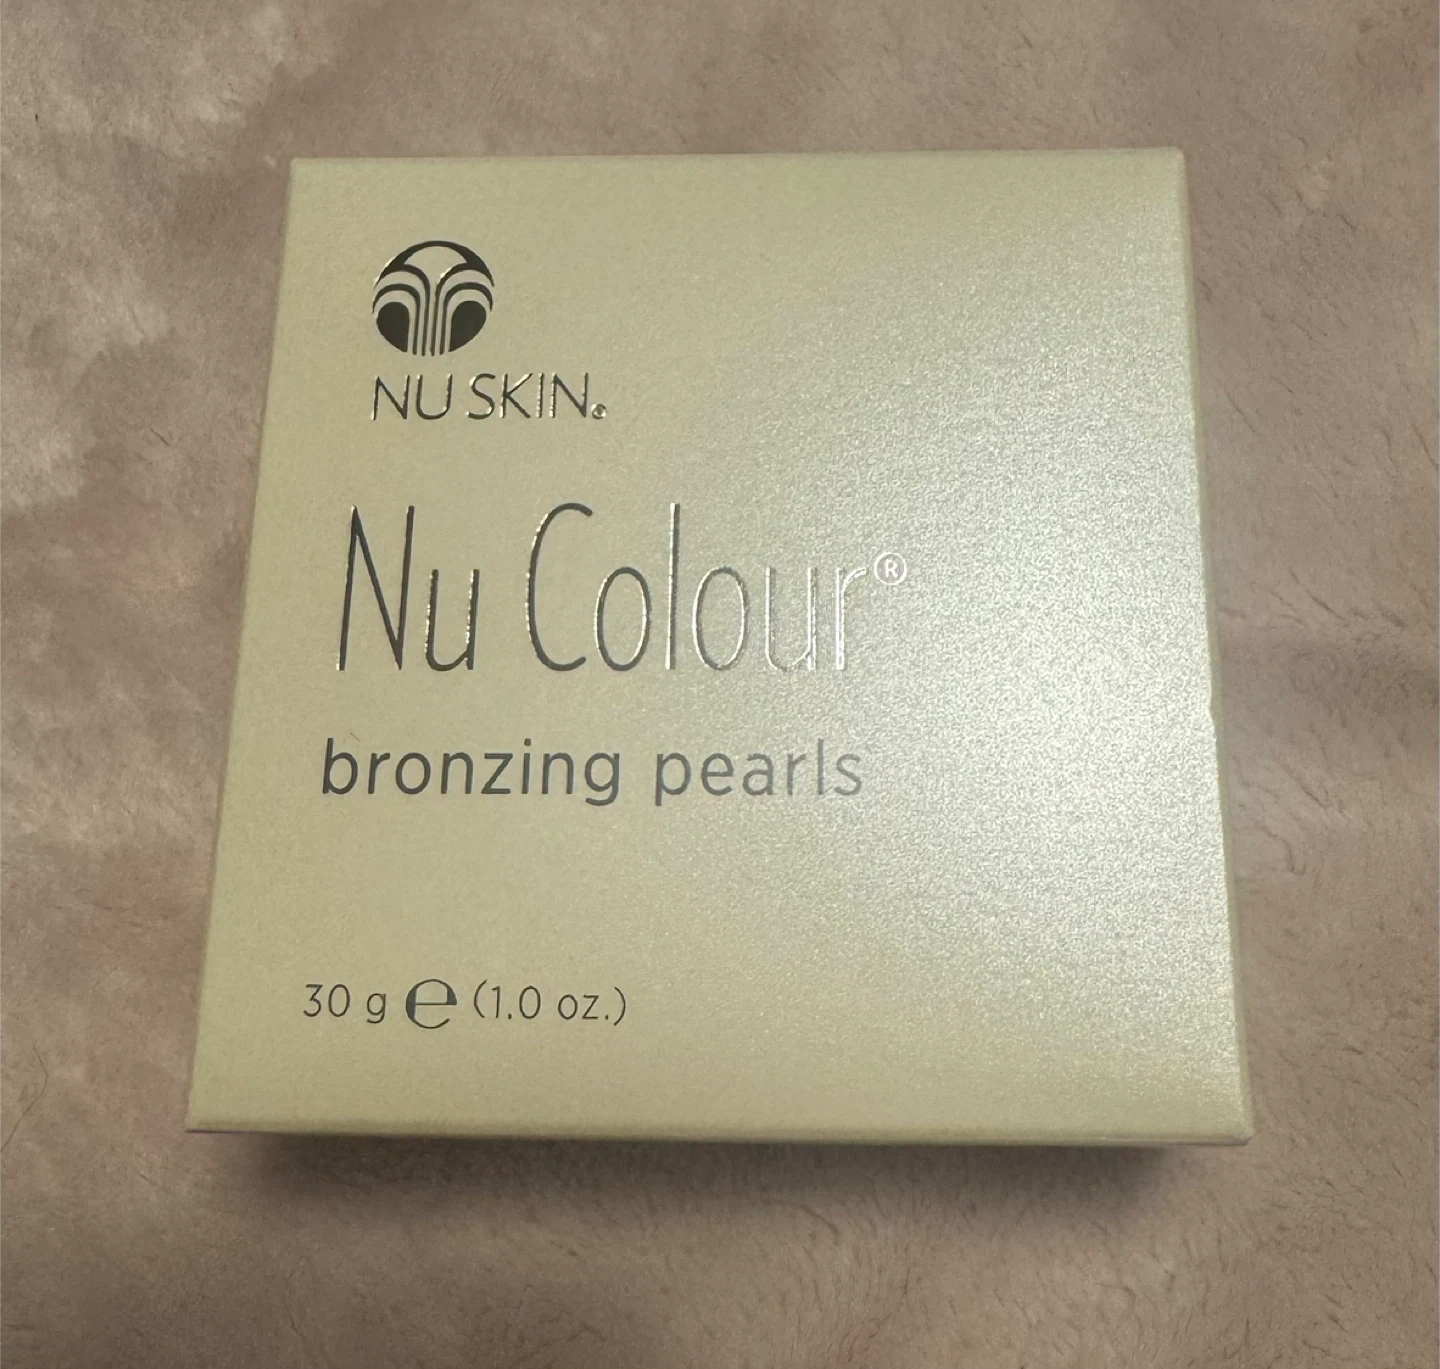 NU SKIN®
Nu Colour®
bronzing pearls
30 g ℮ (1.0 oz.)